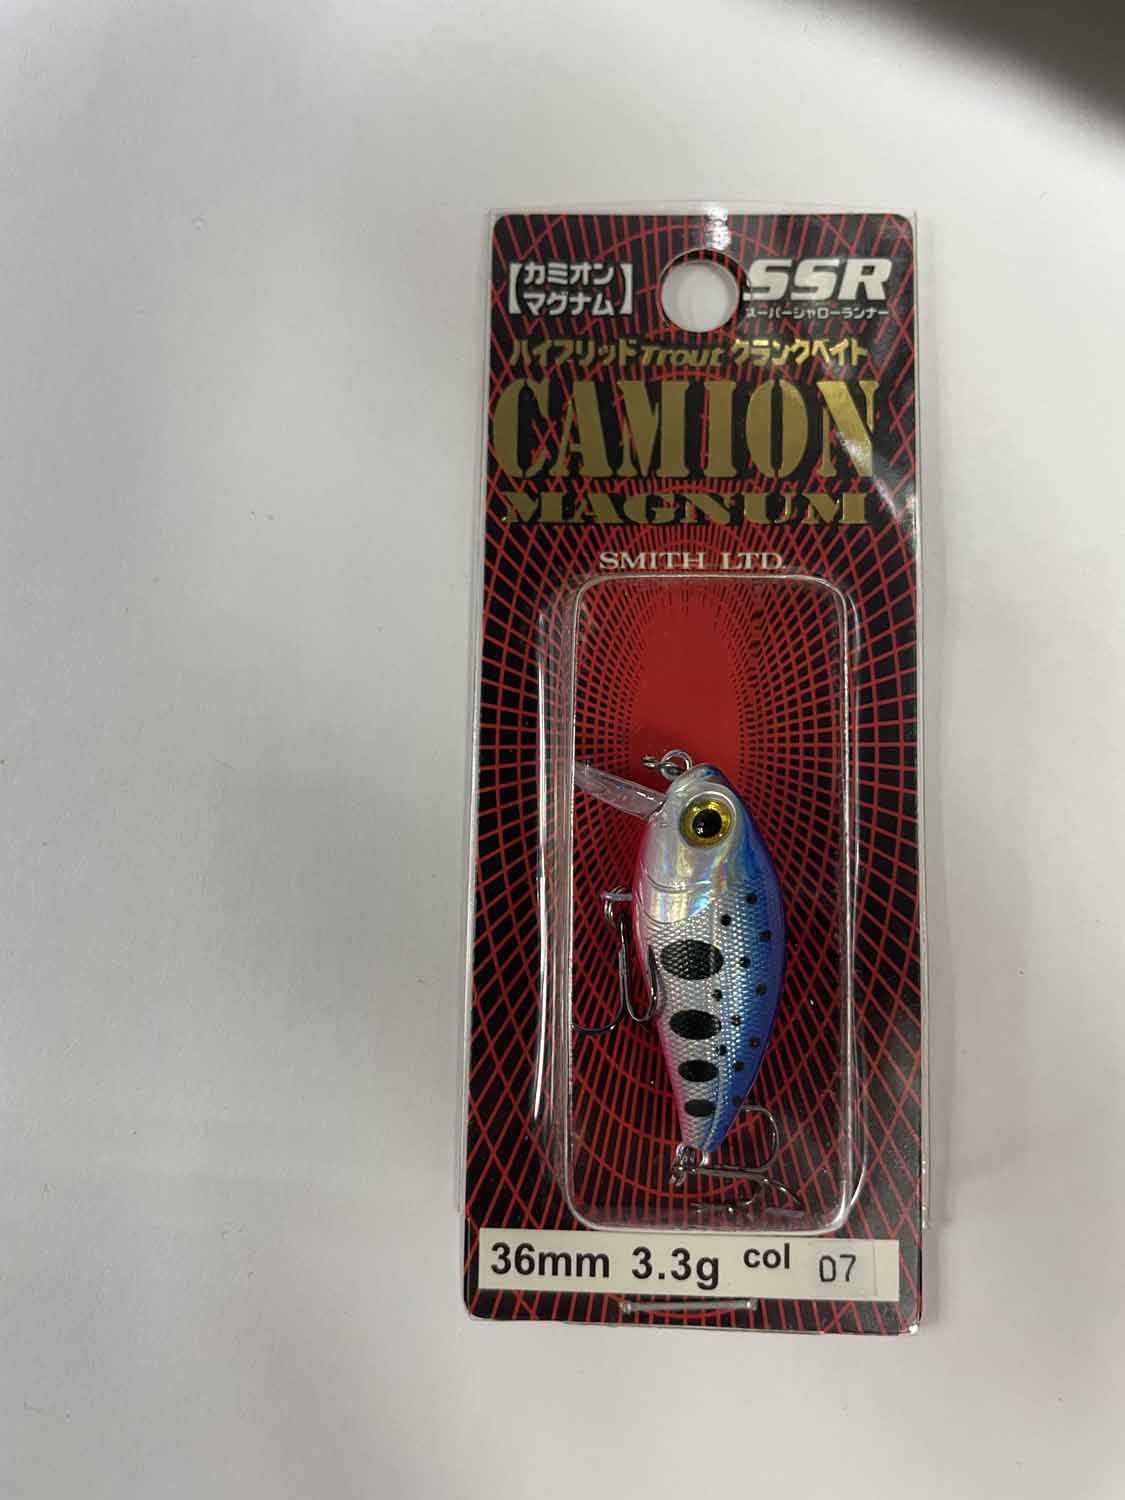 【カミオン
マグナム】
SSR
スーパーシャローランナー
ハイブリッドTroutクランクベイト
CAMION
MAGNUM
SMITH LTD.
36mm 3.3g col 07